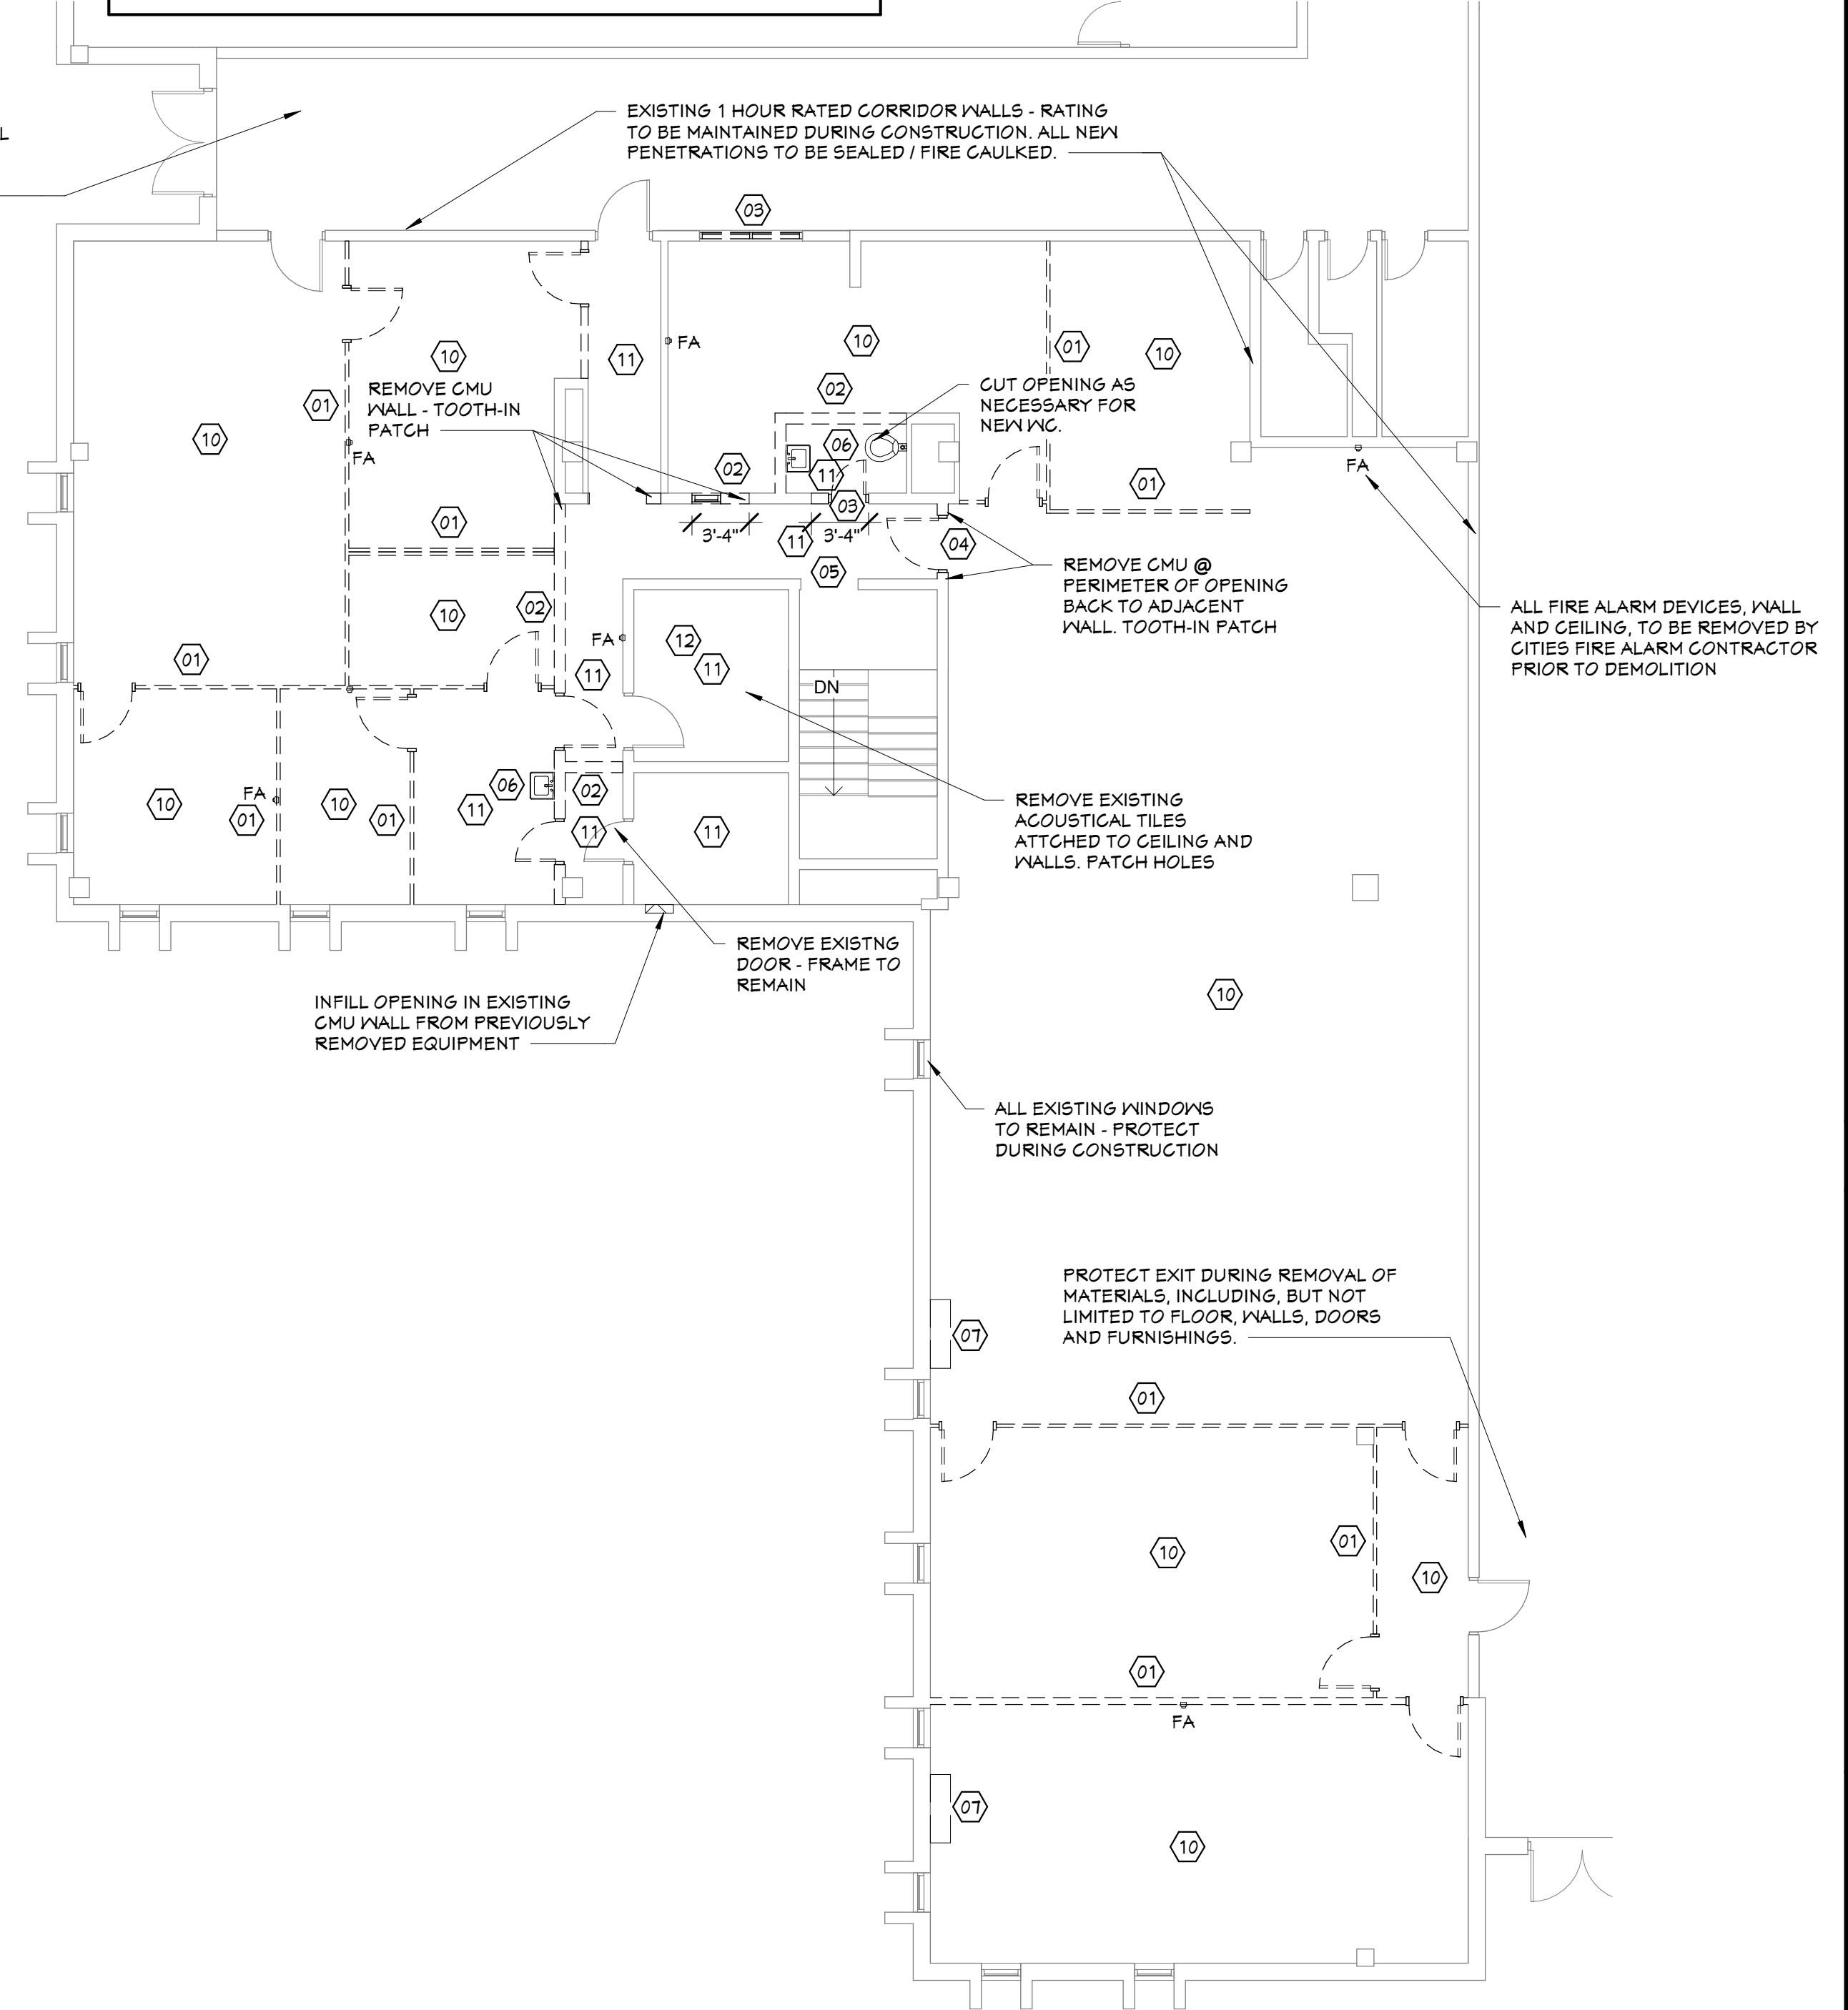 L
EXISTING 1 HOUR RATED CORRIDOR WALLS - RATING
TO BE MAINTAINED DURING CONSTRUCTION. ALL NEW
PENETRATIONS TO BE SEALED / FIRE CAULKED.
03
FA
10
11
10
01
10
REMOVE CMU
WALL - TOOTH-IN
PATCH
01
10
FA
02
CUT OPENING AS
NECESSARY FOR
NEW WC.
06
02
11
03
01
FA
01
3'-4"
11
3'-4"
04
05
REMOVE CMU @
PERIMETER OF OPENING
BACK TO ADJACENT
WALL. TOOTH-IN PATCH
ALL FIRE ALARM DEVICES, WALL
AND CEILING, TO BE REMOVED BY
CITIES FIRE ALARM CONTRACTOR
PRIOR TO DEMOLITION
10
02
FA
12
11
01
11
DN
06
02
10
FA
01
10
01
11
11
11
REMOVE EXISTING
ACOUSTICAL TILES
ATTCHED TO CEILING AND
WALLS. PATCH HOLES
REMOVE EXISTNG
DOOR - FRAME TO
REMAIN
INFILL OPENING IN EXISTING
CMU WALL FROM PREVIOUSLY
REMOVED EQUIPMENT
10
ALL EXISTING WINDOWS
TO REMAIN - PROTECT
DURING CONSTRUCTION
PROTECT EXIT DURING REMOVAL OF
MATERIALS, INCLUDING, BUT NOT
LIMITED TO FLOOR, WALLS, DOORS
AND FURNISHINGS.
07
01
10
01
10
01
FA
07
10